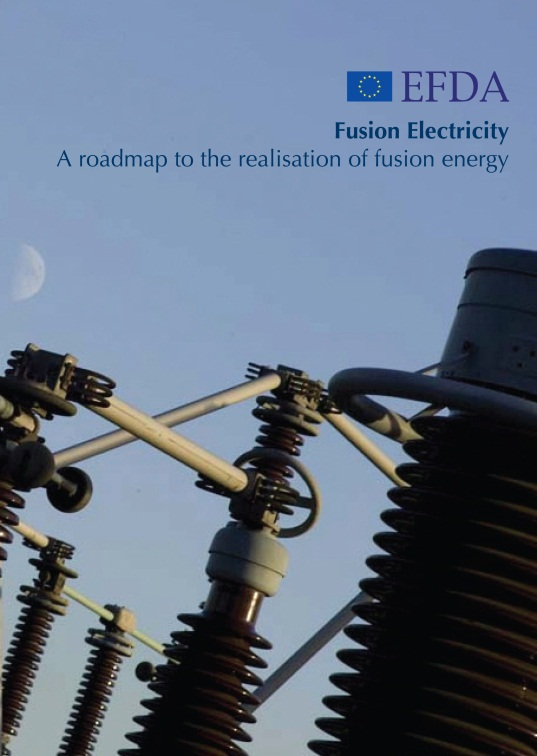 EFDA
Fusion Electricity
A roadmap to the realisation of fusion energy